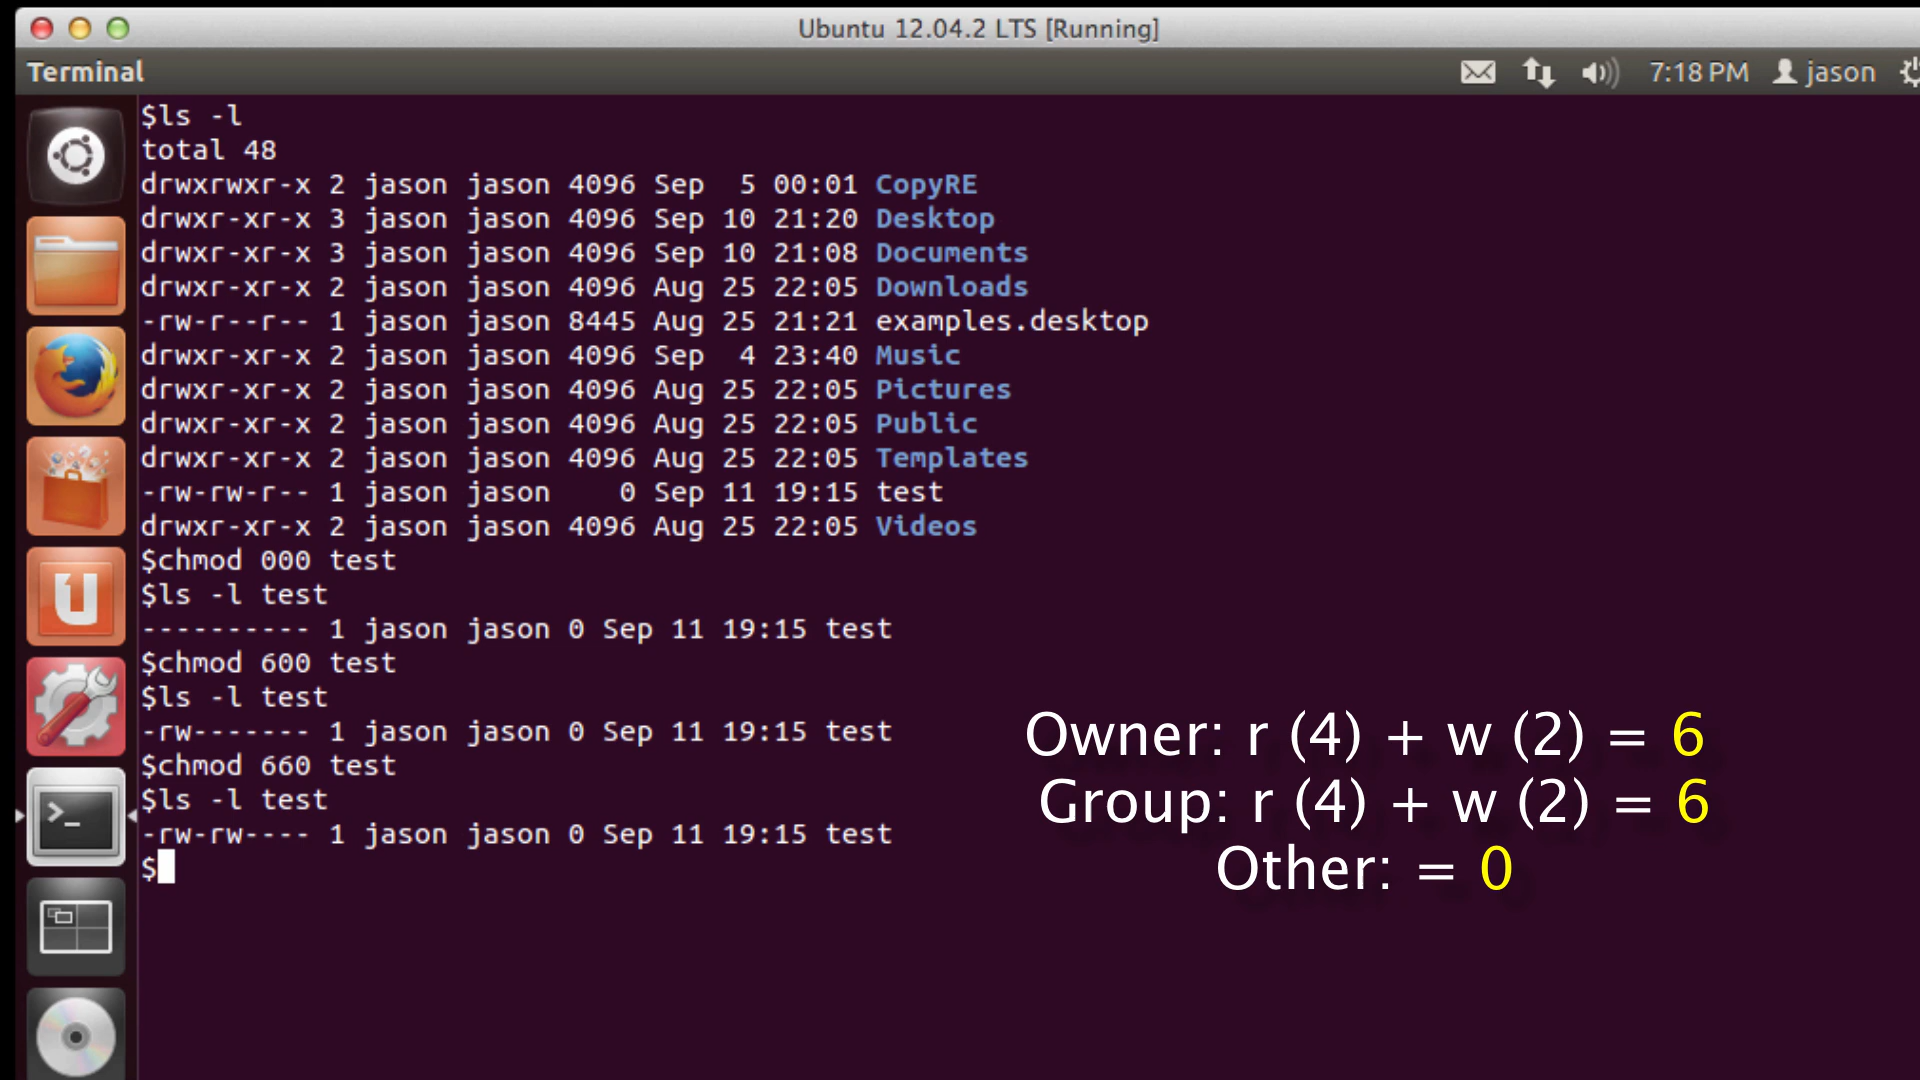 Ubuntu 12.04.2 LTS [Running]
Terminal 7:18 PM jason
$ls -l
total 48
drwxrwxr-x 2 jason jason 4096 Sep  5 00:01 CopyRE
drwxr-xr-x 3 jason jason 4096 Sep 10 21:20 Desktop
drwxr-xr-x 3 jason jason 4096 Sep 10 21:08 Documents
drwxr-xr-x 2 jason jason 4096 Aug 25 22:05 Downloads
-rw-r--r-- 1 jason jason 8445 Aug 25 21:21 examples.desktop
drwxr-xr-x 2 jason jason 4096 Sep  4 23:40 Music
drwxr-xr-x 2 jason jason 4096 Aug 25 22:05 Pictures
drwxr-xr-x 2 jason jason 4096 Aug 25 22:05 Public
drwxr-xr-x 2 jason jason 4096 Aug 25 22:05 Templates
-rw-rw-r-- 1 jason jason    0 Sep 11 19:15 test
drwxr-xr-x 2 jason jason 4096 Aug 25 22:05 Videos
$chmod 000 test
$ls -l test
---------- 1 jason jason 0 Sep 11 19:15 test
$chmod 600 test
$ls -l test
-rw------- 1 jason jason 0 Sep 11 19:15 test
$chmod 660 test
$ls -l test
-rw-rw---- 1 jason jason 0 Sep 11 19:15 test
$
Owner: r (4) + w (2) = 6
Group: r (4) + w (2) = 6
Other: = 0